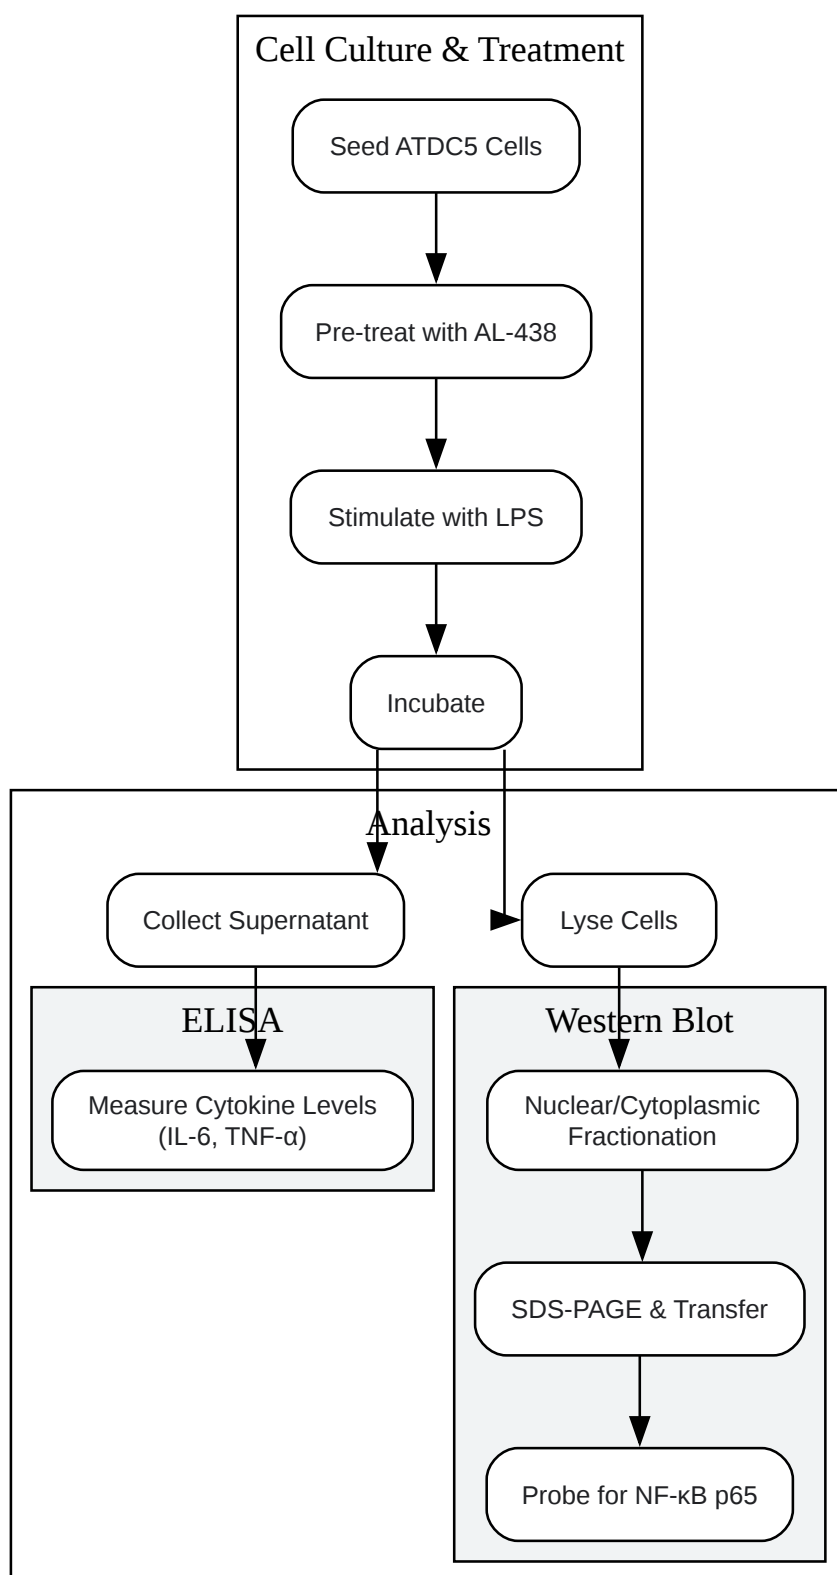 Cell Culture & Treatment
Seed ATDC5 Cells
Pre-treat with AL-438
Stimulate with LPS
Incubate
Analysis
Collect Supernatant
Lyse Cells
ELISA
Western Blot
Measure Cytokine Levels
(IL-6, TNF-α)
Nuclear/Cytoplasmic
Fractionation
SDS-PAGE & Transfer
Probe for NF-κB p65